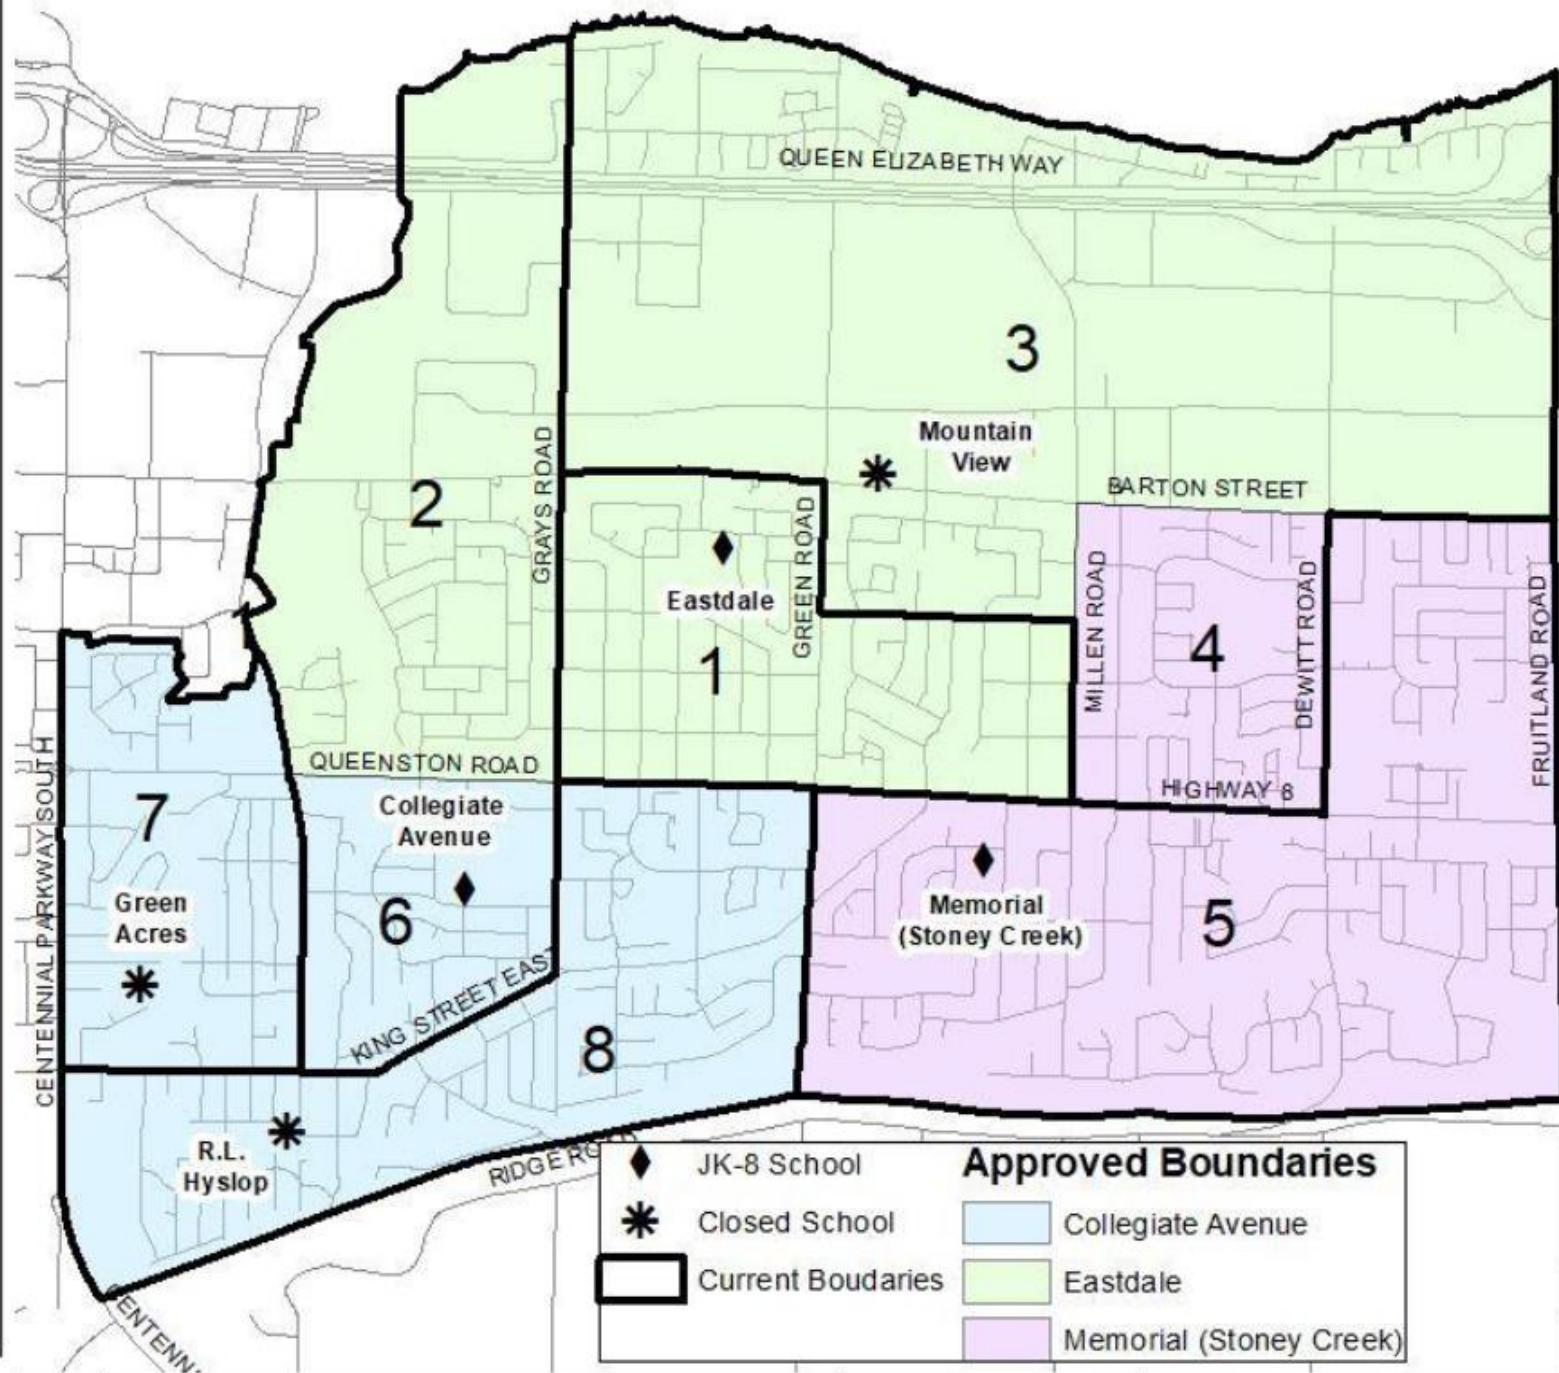 QUEEN ELIZABETH WAY
3
Mountain
View
BARTON STREET
2
GRAYS ROAD
GREEN ROAD
Eastdale
1
MILLEN ROAD
4
DEWITT ROAD
FRUITLAND ROAD
QUEENSTON ROAD
HIGHWAY 8
CENTENNIAL PARKWAY SOUTH
7
Collegiate
Avenue
Green
Acres
6
Memorial
(Stoney Creek)
5
KING STREET EAST
8
R.L.
Hyslop
RIDGE
JK-8 School
Closed School
Current Boudaries
Approved Boundaries
Collegiate Avenue
Eastdale
Memorial (Stoney Creek)